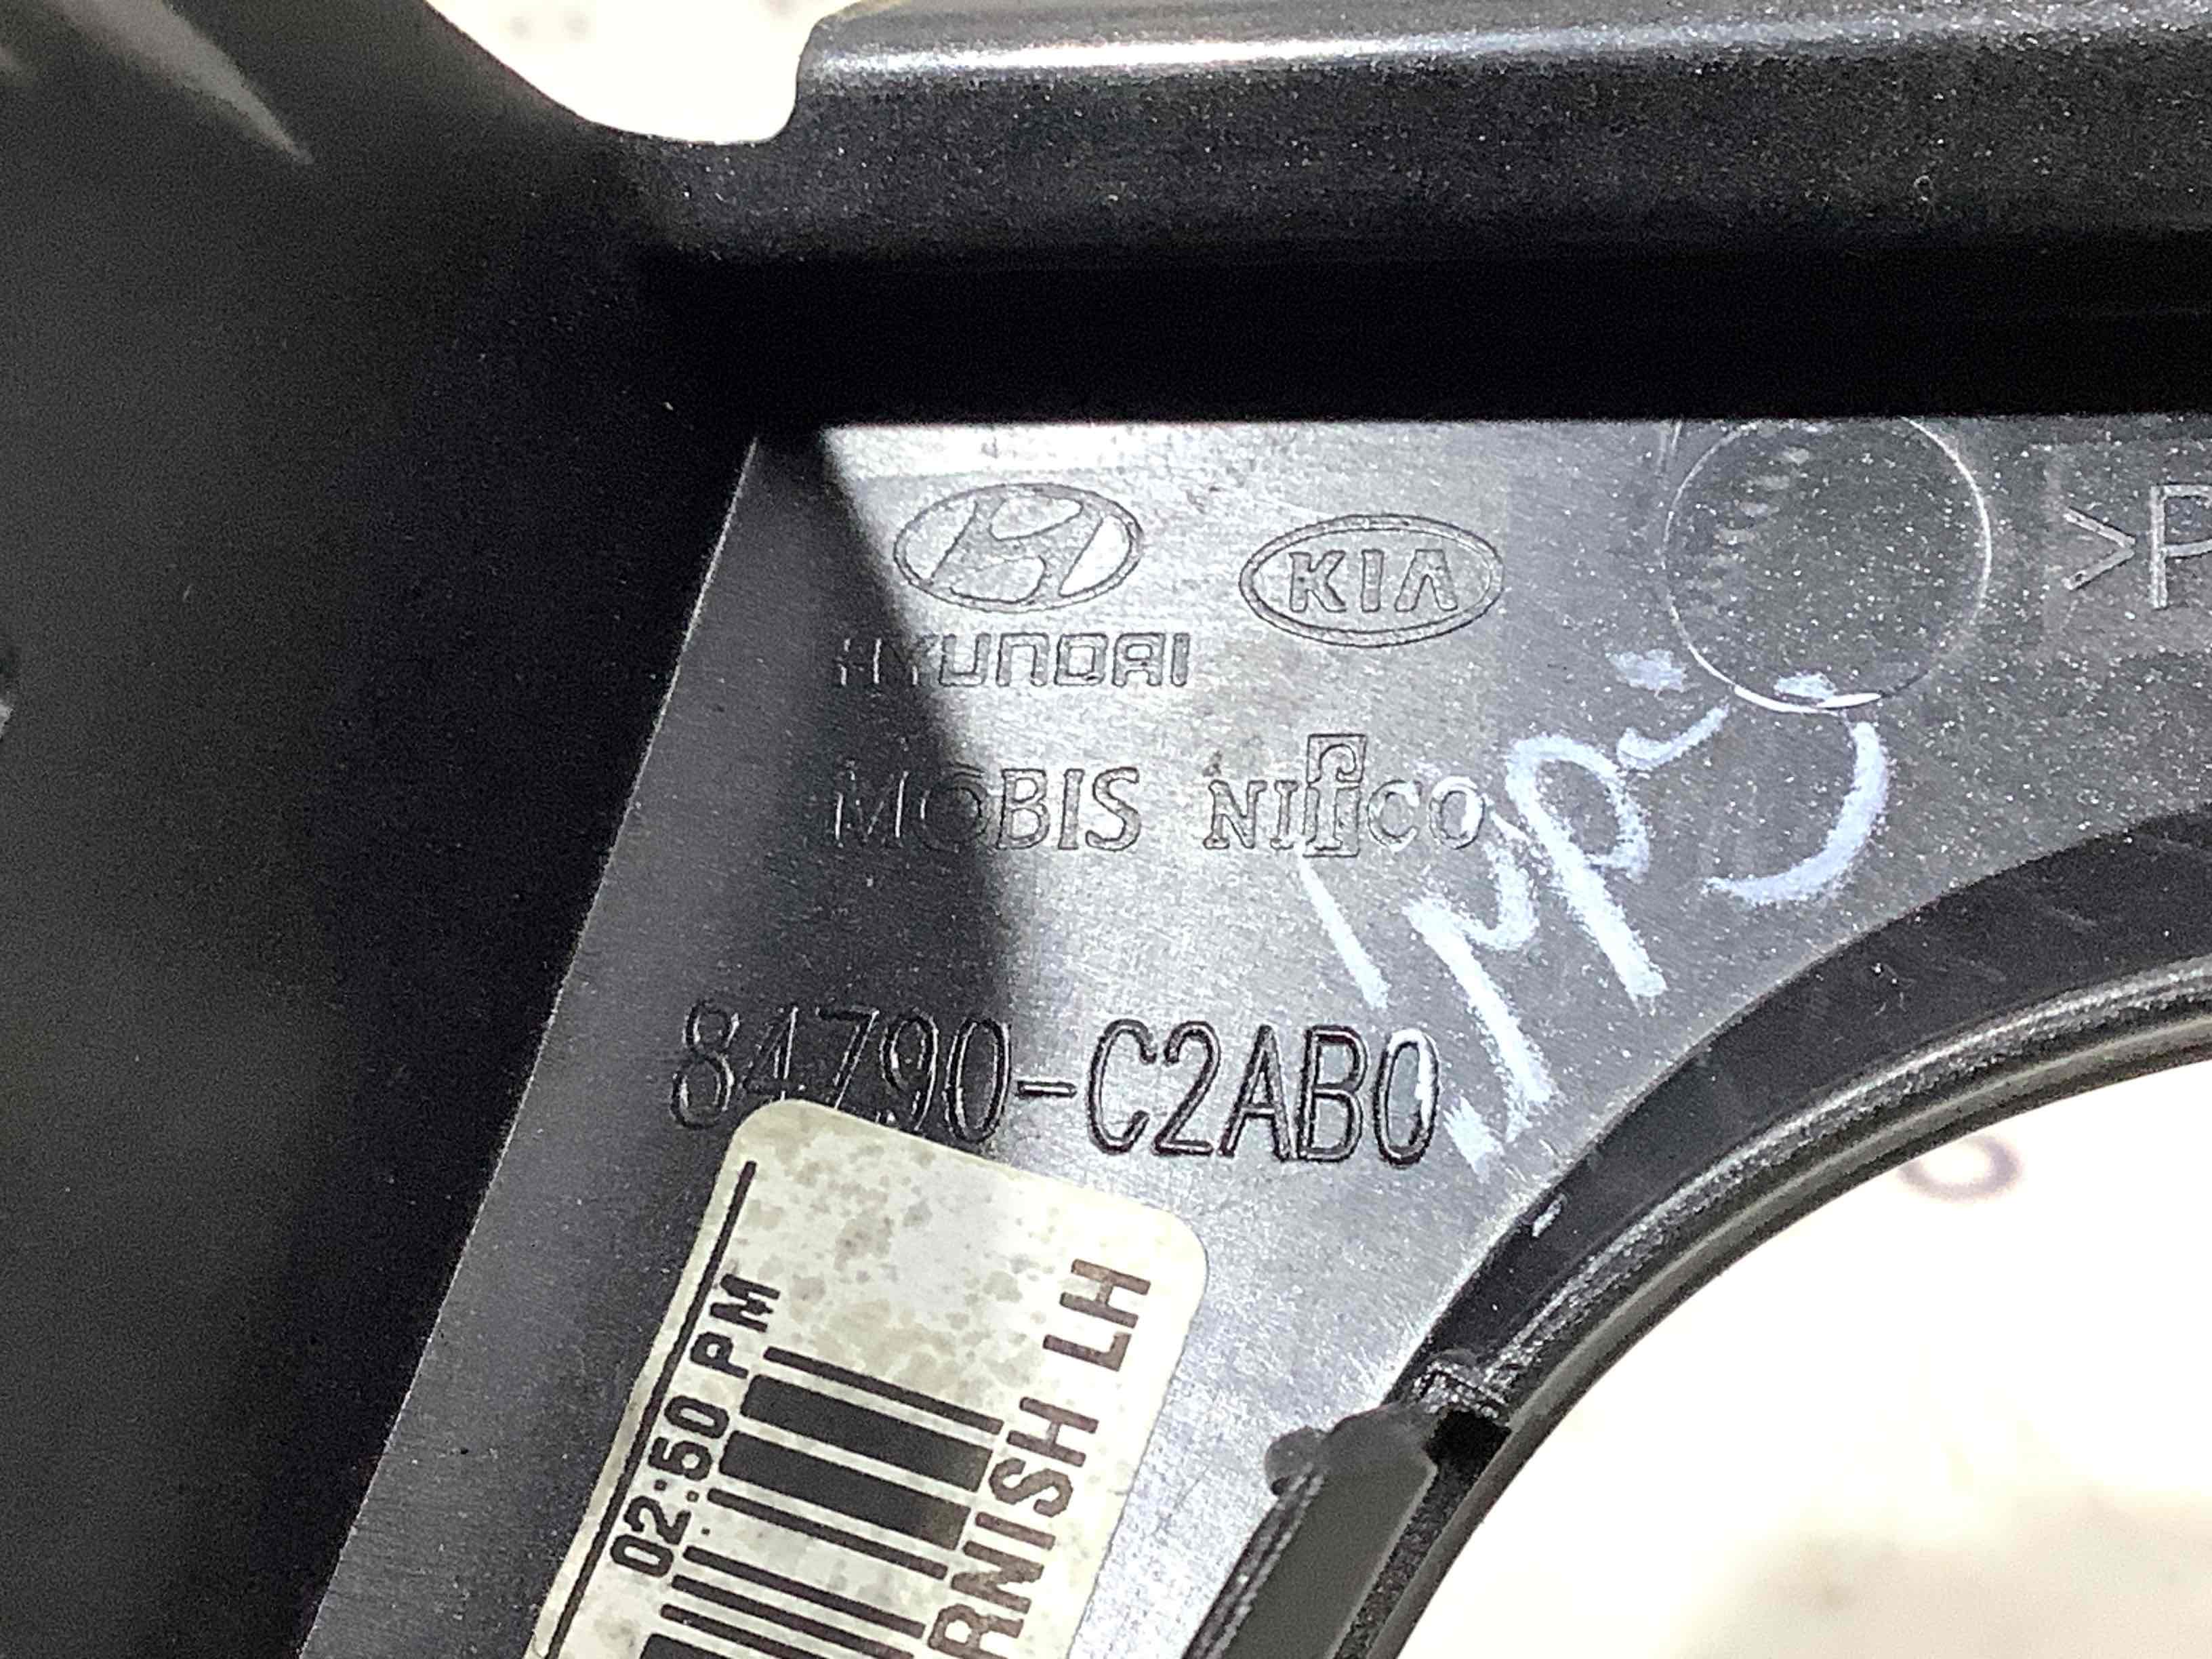 HYUNDAI
KIA
>P
MOBIS NIFCO
84790-C2AB0
02:50 PM
RNISH LH